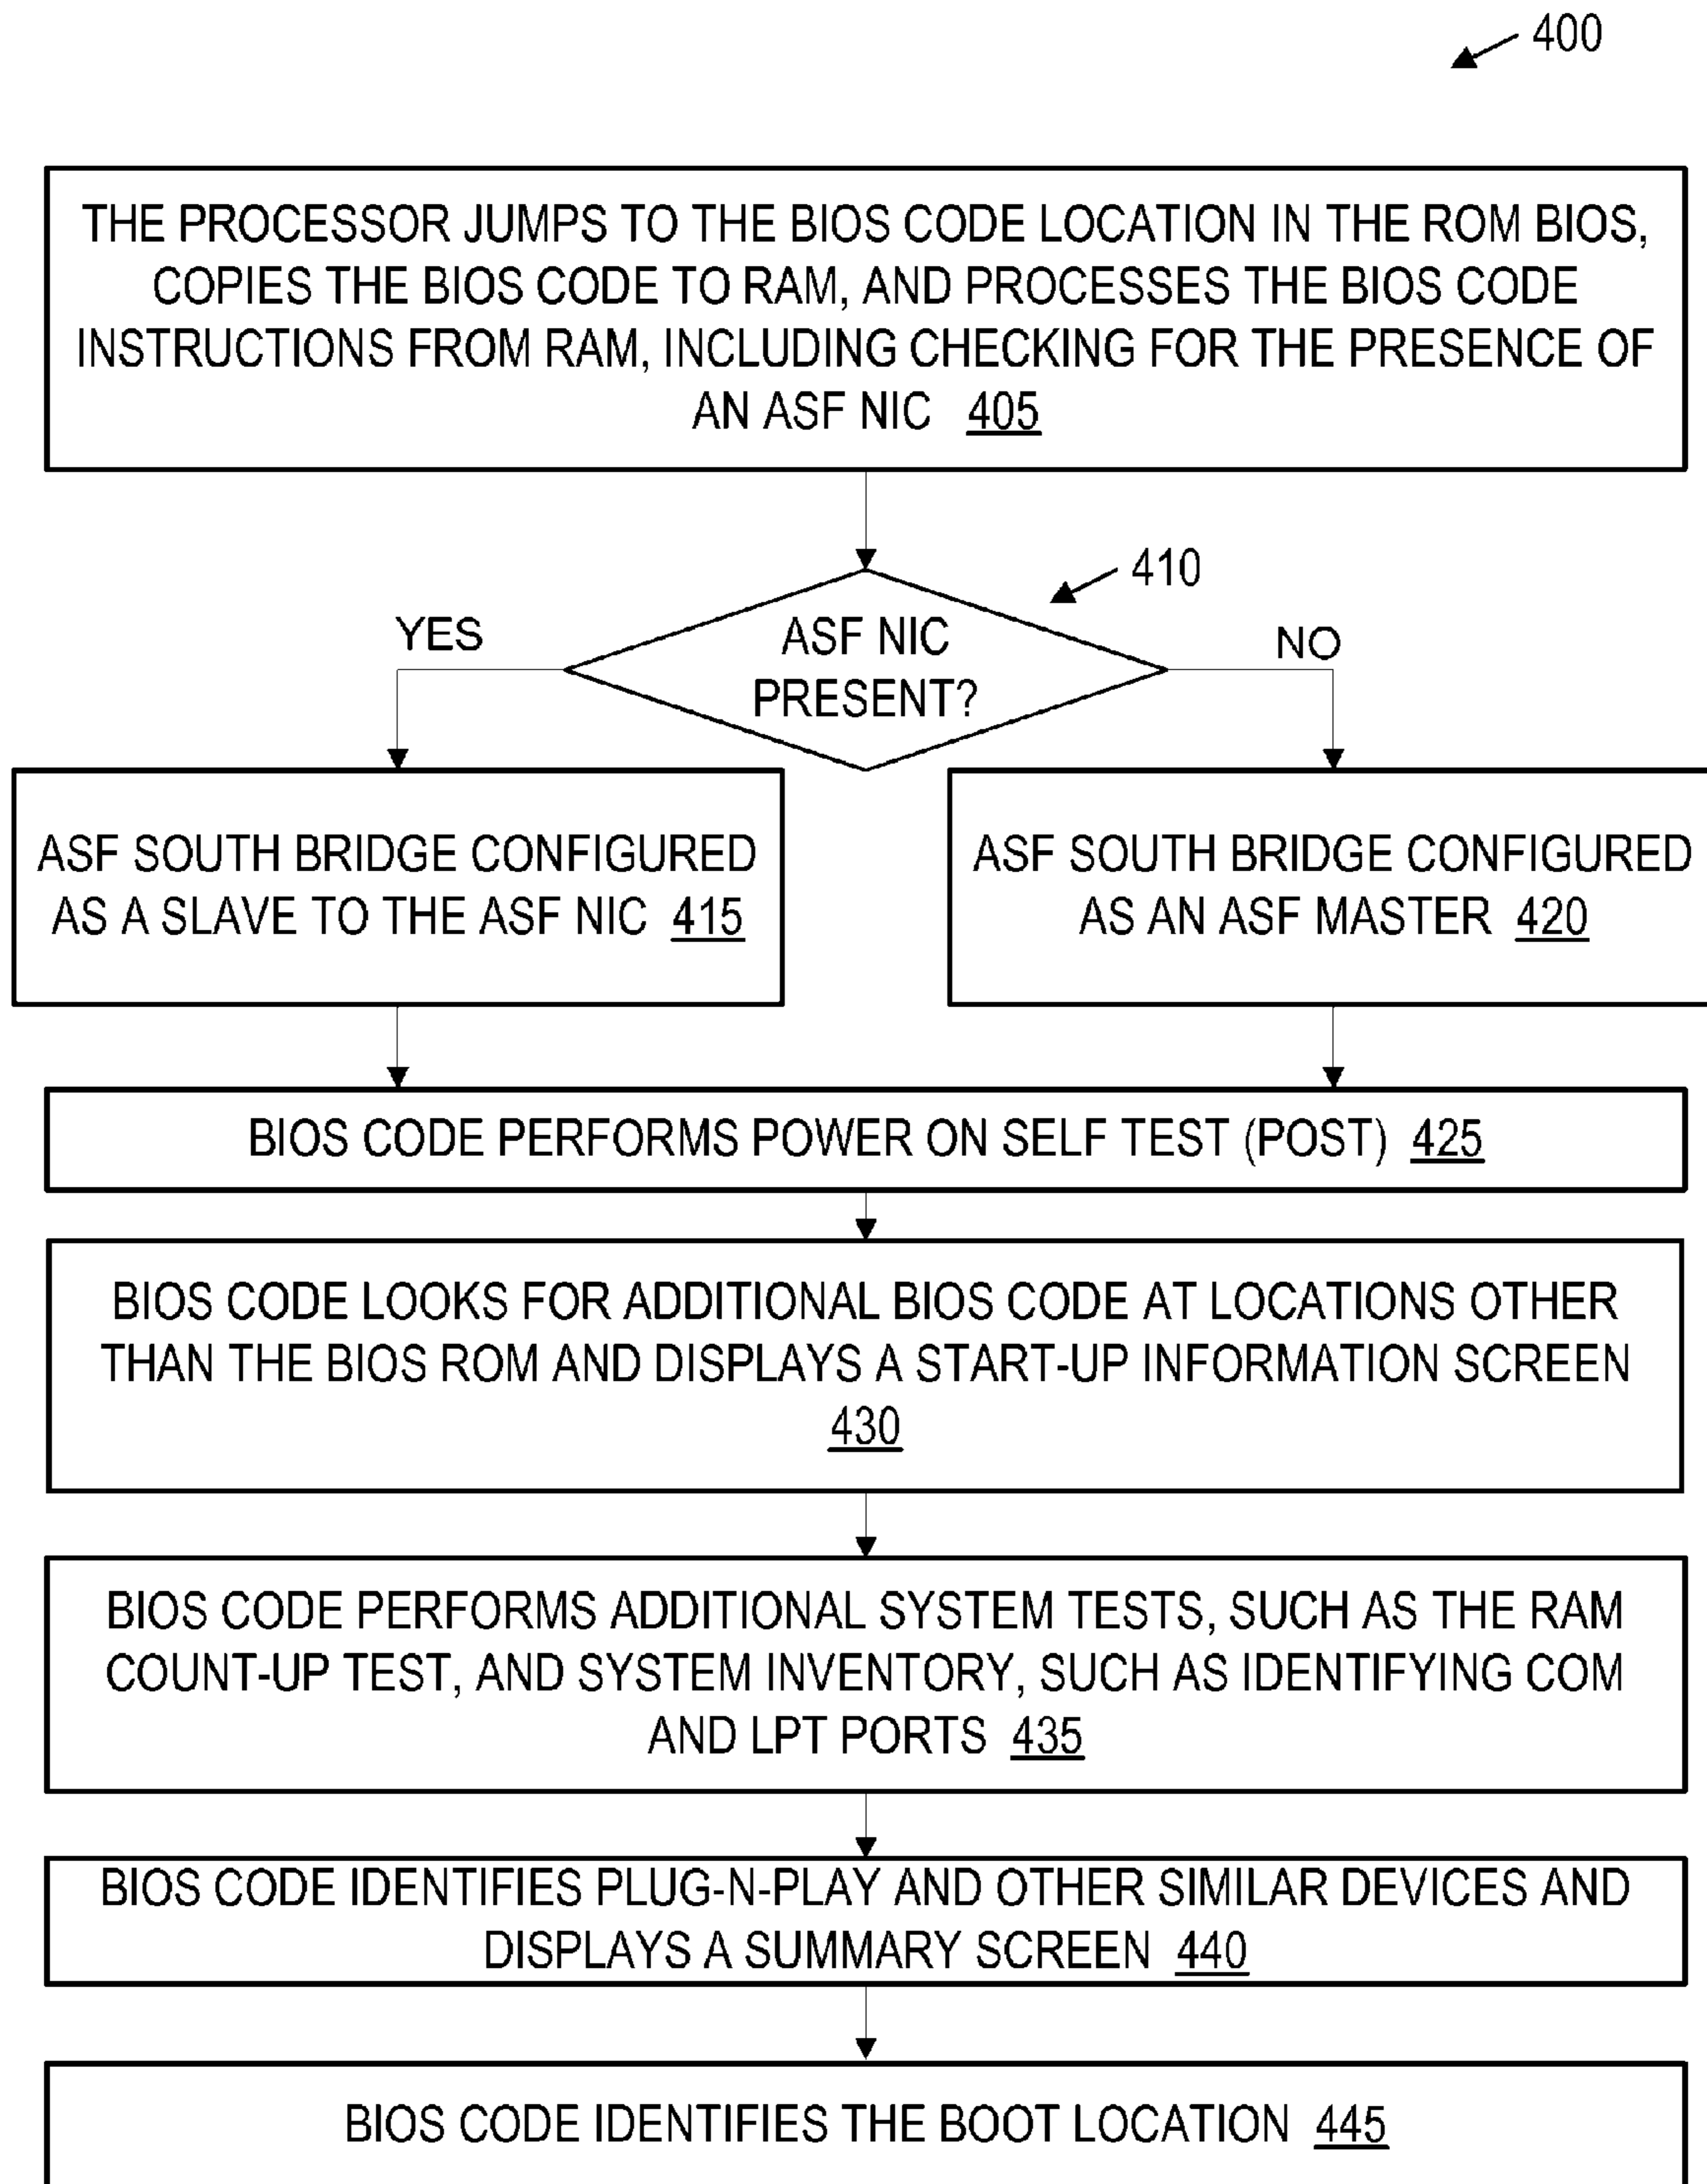 400
THE PROCESSOR JUMPS TO THE BIOS CODE LOCATION IN THE ROM BIOS,
COPIES THE BIOS CODE TO RAM, AND PROCESSES THE BIOS CODE
INSTRUCTIONS FROM RAM, INCLUDING CHECKING FOR THE PRESENCE OF
AN ASF NIC 405
410
YES
ASF NIC
PRESENT?
NO
ASF SOUTH BRIDGE CONFIGURED
AS A SLAVE TO THE ASF NIC 415
ASF SOUTH BRIDGE CONFIGURED
AS AN ASF MASTER 420
BIOS CODE PERFORMS POWER ON SELF TEST (POST) 425
BIOS CODE LOOKS FOR ADDITIONAL BIOS CODE AT LOCATIONS OTHER
THAN THE BIOS ROM AND DISPLAYS A START-UP INFORMATION SCREEN
430
BIOS CODE PERFORMS ADDITIONAL SYSTEM TESTS, SUCH AS THE RAM
COUNT-UP TEST, AND SYSTEM INVENTORY, SUCH AS IDENTIFYING COM
AND LPT PORTS 435
BIOS CODE IDENTIFIES PLUG-N-PLAY AND OTHER SIMILAR DEVICES AND
DISPLAYS A SUMMARY SCREEN 440
BIOS CODE IDENTIFIES THE BOOT LOCATION 445